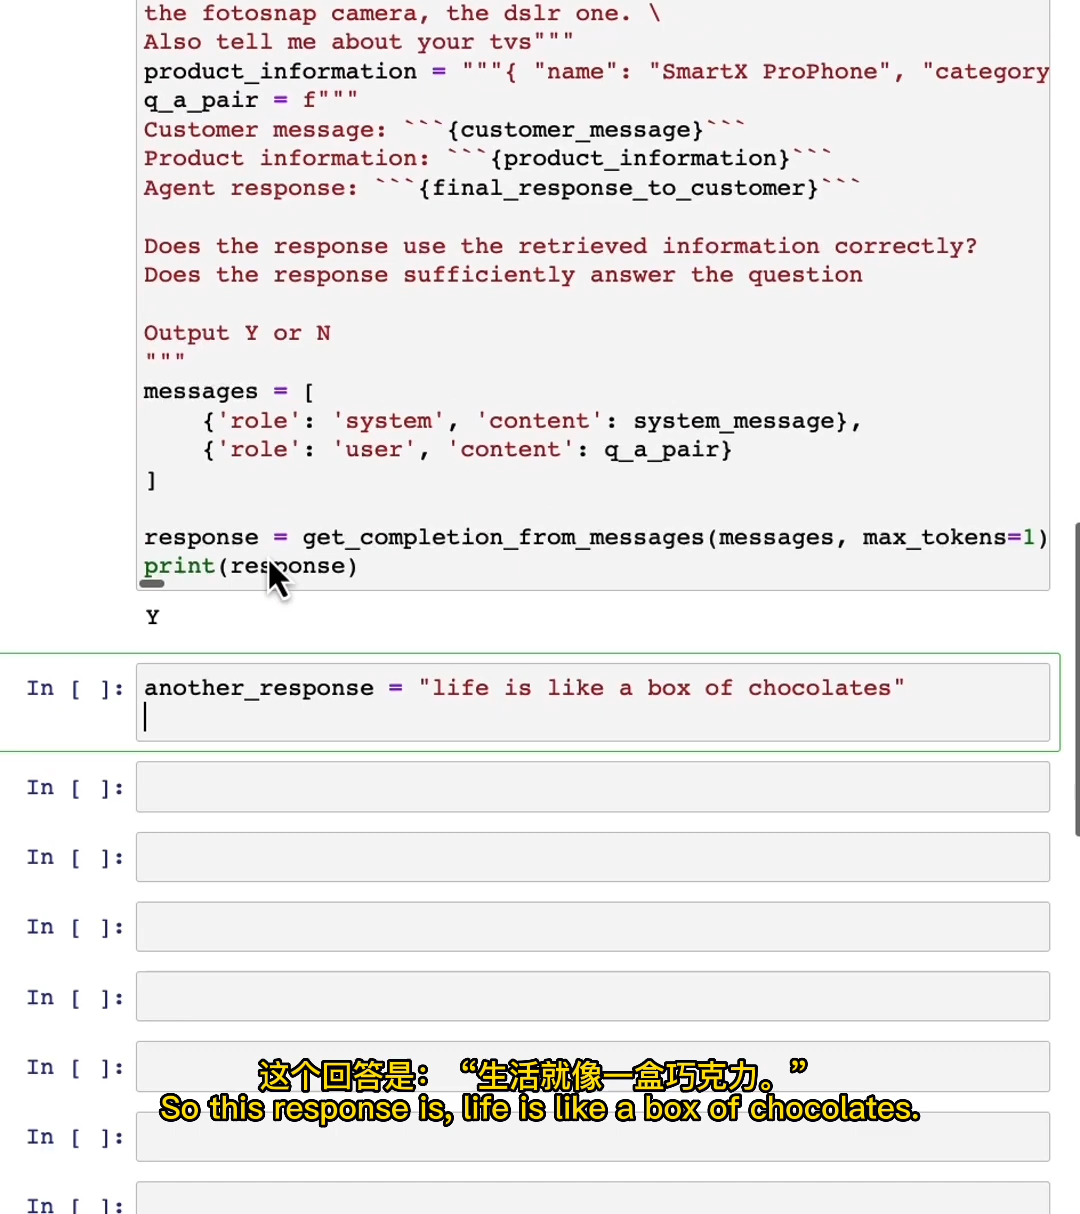 the fotosnap camera, the dslr one. \
Also tell me about your tvs"""
product_information = """{ "name": "SmartX ProPhone", "category
q_a_pair = f"""
Customer message: ```{customer_message}```
Product information: ```{product_information}```
Agent response: ```{final_response_to_customer}```
Does the response use the retrieved information correctly?
Does the response sufficiently answer the question
Output Y or N
"""
messages = [
    {'role': 'system', 'content': system_message},
    {'role': 'user', 'content': q_a_pair}
]
response = get_completion_from_messages(messages, max_tokens=1)
print(response)
Y
In [ ]: another_response = "life is like a box of chocolates"
In [ ]:
In [ ]:
In [ ]:
In [ ]:
In [ ]:
这个回答是：“生活就像一盒巧克力。”
So this response is, life is like a box of chocolates.
In [ ]:
In [ ]: